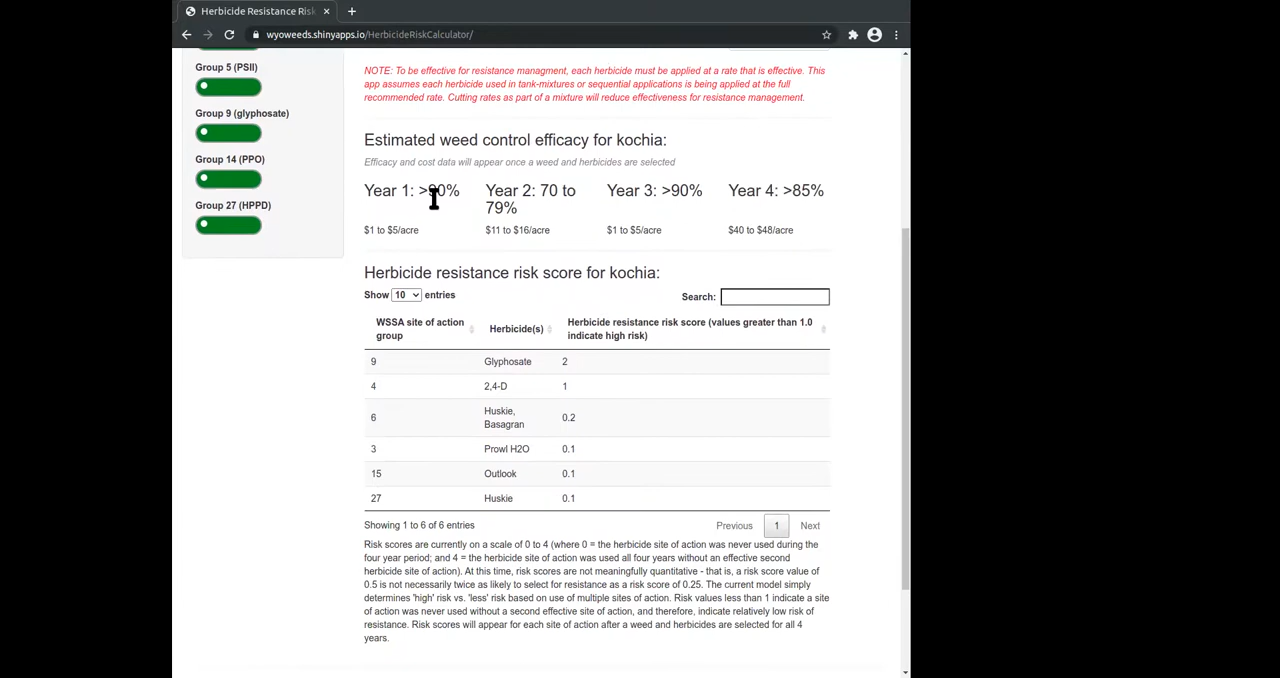 Herbicide Resistance Risk
wyoweeds.shinyapps.io/HerbicideRiskCalculator/
Group 5 (PSII)
Group 9 (glyphosate)
Group 14 (PPO)
Group 27 (HPPD)
NOTE: To be effective for resistance managment, each herbicide must be applied at a rate that is effective. This
app assumes each herbicide used in tank-mixtures or sequential applications is being applied at the full
recommended rate. Cutting rates as part of a mixture will reduce effectiveness for resistance management.
Estimated weed control efficacy for kochia:
Efficacy and cost data will appear once a weed and herbicides are selected
Year 1: >90% Year 2: 70 to Year 3: >90% Year 4: >85%
79%
$1 to $5/acre $11 to $16/acre $1 to $5/acre $40 to $48/acre
Herbicide resistance risk score for kochia:
Show 10 entries Search:
WSSA site of action Herbicide resistance risk score (values greater than 1.0
group Herbicide(s) indicate high risk)
9 Glyphosate 2
4 2,4-D 1
6 Huskie, 0.2
Basagran
3 Prowl H2O 0.1
15 Outlook 0.1
27 Huskie 0.1
Showing 1 to 6 of 6 entries Previous 1 Next
Risk scores are currently on a scale of 0 to 4 (where 0 = the herbicide site of action was never used during the
four year period; and 4 = the herbicide site of action was used all four years without an effective second
herbicide site of action). At this time, risk scores are not meaningfully quantitative - that is, a risk score value of
0.5 is not necessarily twice as likely to select for resistance as a risk score of 0.25. The current model simply
determines 'high' risk vs. 'less' risk based on use of multiple sites of action. Risk values less than 1 indicate a site
of action was never used without a second effective site of action, and therefore, indicate relatively low risk of
resistance. Risk scores will appear for each site of action after a weed and herbicides are selected for all 4
years.